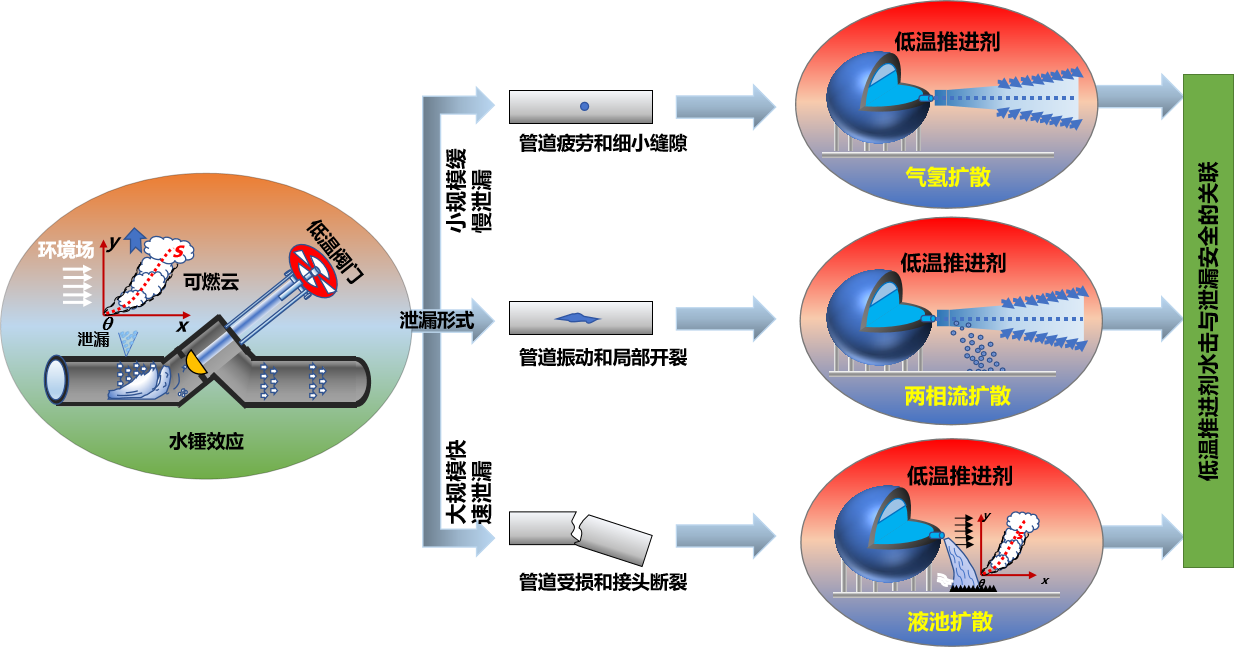 环境场
y
s
可燃云
θ
x
泄漏
低温阀门
水锤效应
泄漏形式
小规模缓
慢泄漏
大规模快
速泄漏
管道疲劳和细小缝隙
管道振动和局部开裂
管道受损和接头断裂
低温推进剂
气氢扩散
低温推进剂
两相流扩散
低温推进剂
y
s
θ
x
液池扩散
低温推进剂水击与泄漏安全的关联